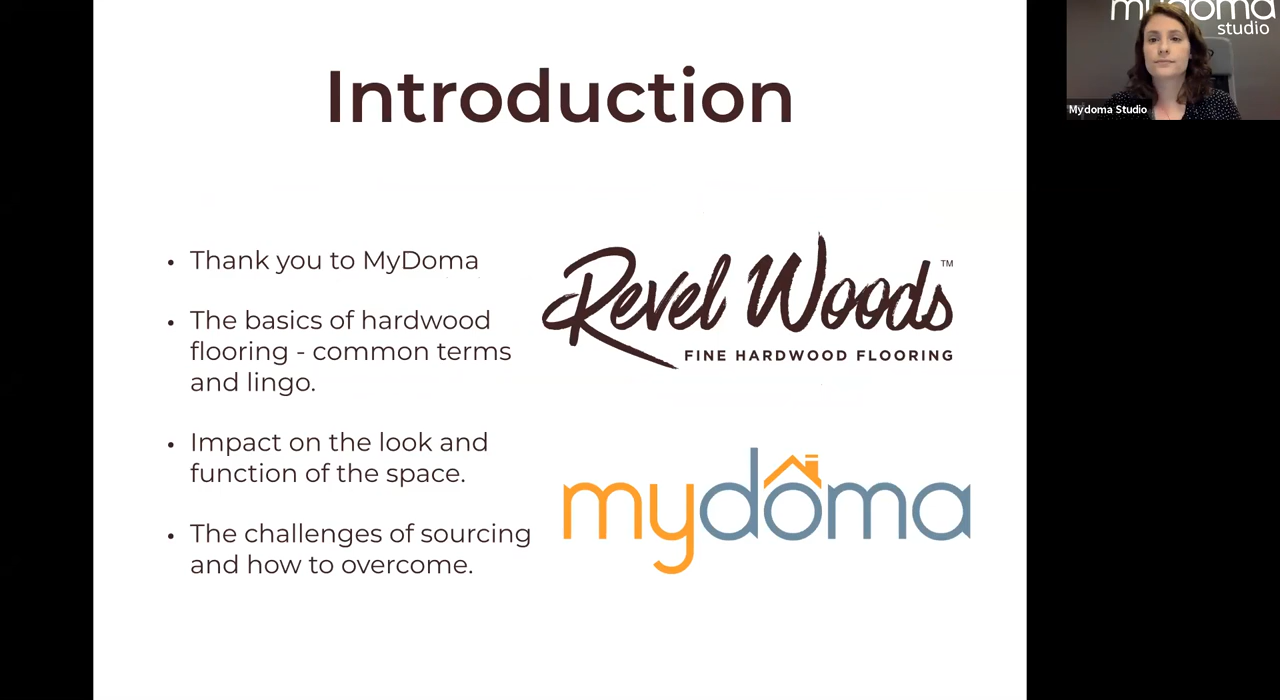 Introduction
• Thank you to MyDoma
• The basics of hardwood
flooring - common terms
and lingo.
• Impact on the look and
function of the space.
• The challenges of sourcing
and how to overcome.
Revel Woods™
FINE HARDWOOD FLOORING
mydoma
mydoma
studio
Mydoma Studio